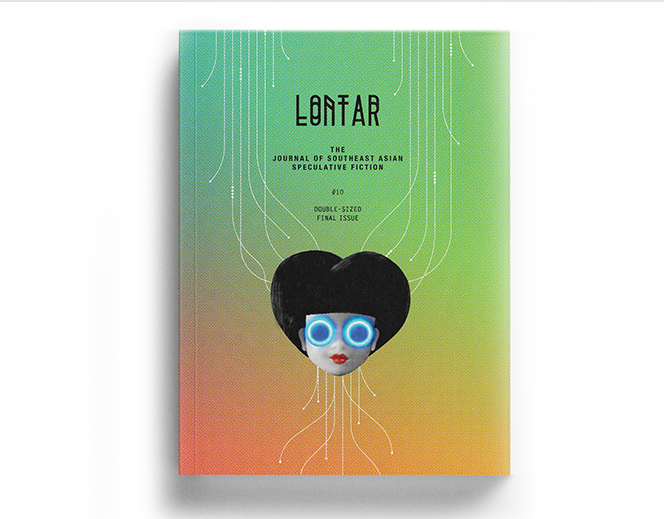 LONTAR
THE
JOURNAL OF SOUTHEAST ASIAN
SPECULATIVE FICTION
#10
DOUBLE-SIZED
FINAL ISSUE